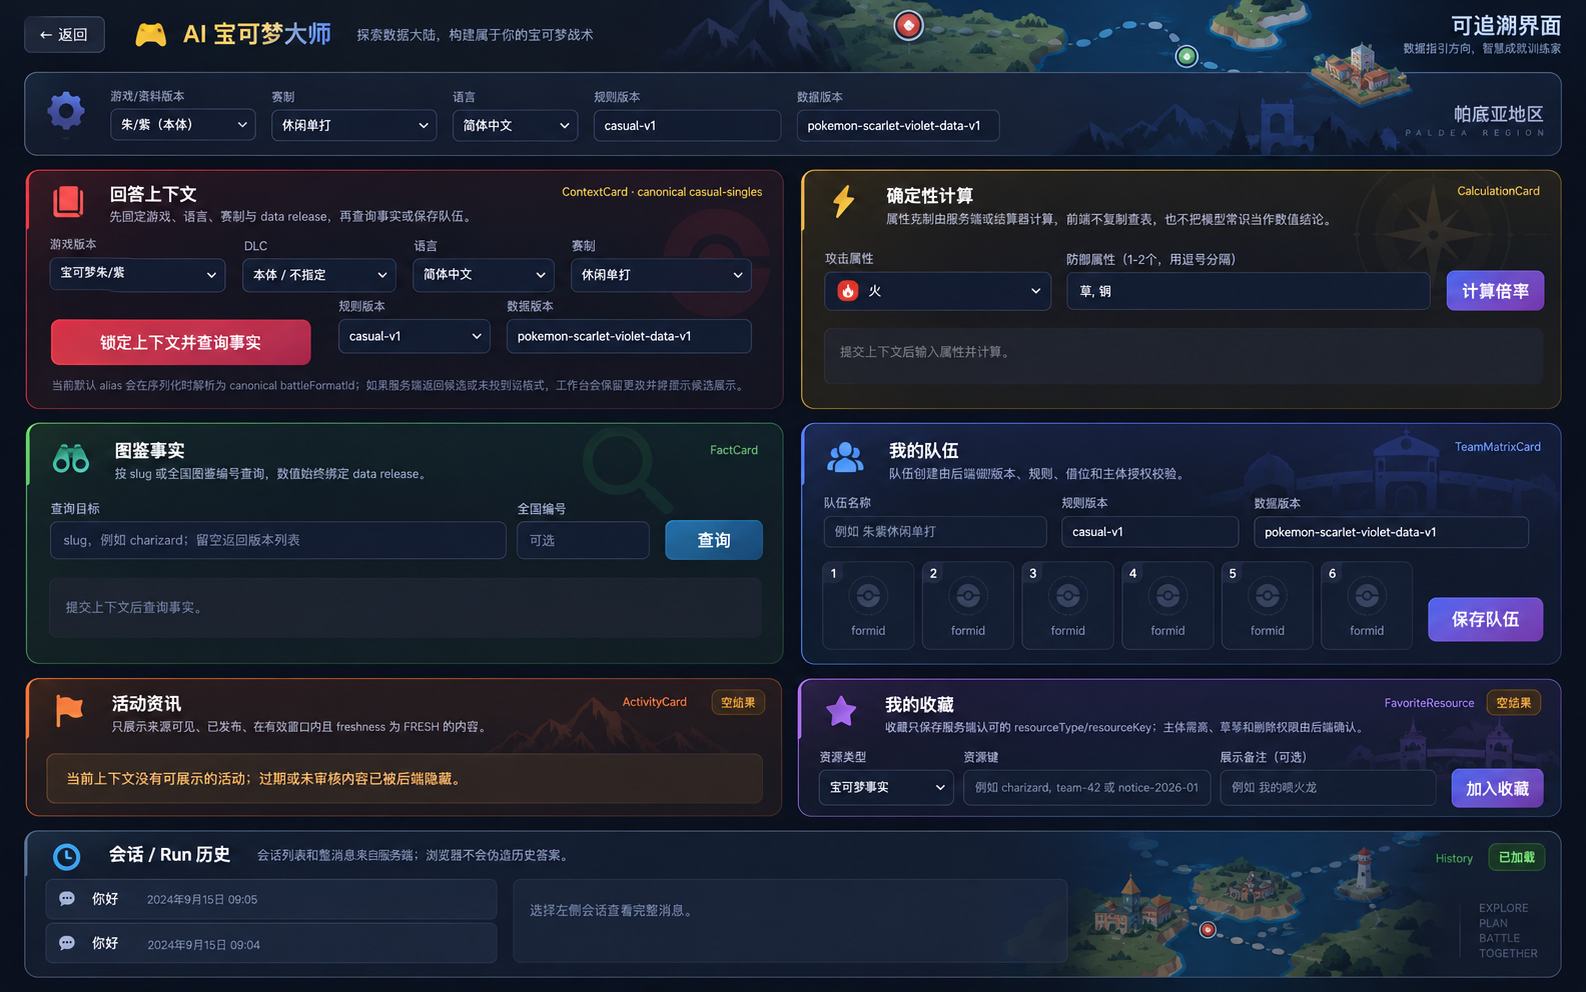 ← 返回
AI 宝可梦大师
探索数据大陆，构建属于你的宝可梦战术
可追溯界面
数据指引方向，智慧成就训练家
游戏/资料版本
赛制
语言
规则版本
数据版本
朱/紫（本体）
休闲单打
简体中文
casual-v1
pokemon-scarlet-violet-data-v1
帕底亚地区
PALDEA REGION
回答上下文
ContextCard · canonical casual-singles
先固定游戏、语言、赛制与 data release，再查询事实或保存队伍。
游戏版本
DLC
语言
赛制
宝可梦朱/紫
本体 / 不指定
简体中文
休闲单打
规则版本
数据版本
锁定上下文并查询事实
casual-v1
pokemon-scarlet-violet-data-v1
当前默认 alias 会在序列化时解析为 canonical battleFormatId；如果服务端返回候选或未找到该格式，工作台会保留更改并将提示候选展示。
确定性计算
CalculationCard
属性克制由服务端或结算器计算，前端不复制查表，也不把模型常识当作数值结论。
攻击属性
防御属性（1-2个，用逗号分隔）
火
草, 钢
计算倍率
提交上下文后输入属性并计算。
图鉴事实
FactCard
按 slug 或全国图鉴编号查询，数值始终绑定 data release。
查询目标
全国编号
slug，例如 charizard；留空返回版本列表
可选
查询
提交上下文后查询事实。
我的队伍
TeamMatrixCard
队伍创建由后端做版本、规则、借位和主体授权校验。
队伍名称
规则版本
数据版本
例如 朱紫休闲单打
casual-v1
pokemon-scarlet-violet-data-v1
1
2
3
4
5
6
formid
formid
formid
formid
formid
formid
保存队伍
活动资讯
ActivityCard
空结果
只展示来源可见、已发布、在有效窗口内且 freshness 为 FRESH 的内容。
当前上下文没有可展示的活动；过期或未审核内容已被后端隐藏。
我的收藏
FavoriteResource
空结果
收藏只保存服务端认可的 resourceType/resourceKey；主体需高、草琴和删除权限由后端确认。
资源类型
资源键
展示备注（可选）
宝可梦事实
例如 charizard, team-42 或 notice-2026-01
例如 我的喷火龙
加入收藏
会话 / Run 历史
会话列表和整消息来自服务端；浏览器不会伪造历史答案。
History
已加载
你好
2024年9月15日 09:05
你好
2024年9月15日 09:04
选择左侧会话查看完整消息。
EXPLORE
PLAN
BATTLE
TOGETHER